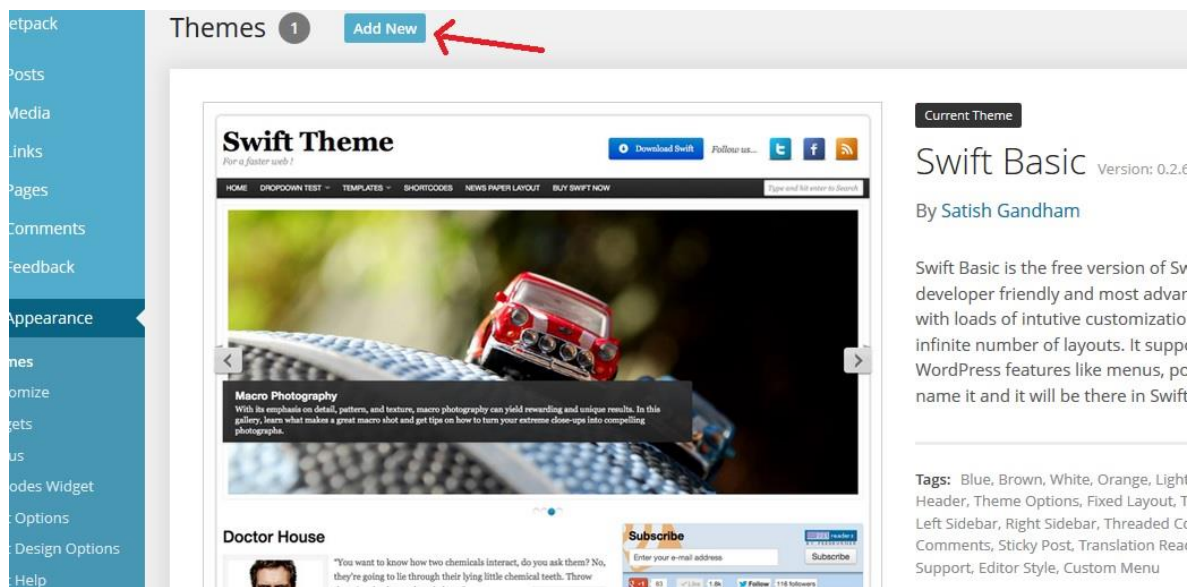 etpack
Posts
Media
Links
Pages
Comments
Feedback
Appearance
mes
omize
gets
us
odes Widget
t Options
t Design Options
t Help
Themes 1 Add New
Swift Theme
For a faster web !
Download Swift Follow us...
HOME DROPDOWN TEST TEMPLATES SHORTCODES NEWS PAPER LAYOUT BUY SWIFT NOW
Type and hit enter to Search
Macro Photography
With its emphasis on detail, pattern, and texture, macro photography can yield rewarding and unique results. In this
gallery, learn what makes a great macro shot and get tips on how to turn your extreme close-ups into compelling
photographs.
Doctor House
"You want to know how two chemicals interact, do you ask them? No,
they're going to lie through their lying little chemical teeth. Throw
Subscribe
readers
Enter your e-mail address Subscribe
+1 63 Like 1.8k Follow 116 followers
Current Theme
Swift Basic Version: 0.2.6
By Satish Gandham
Swift Basic is the free version of Sw
developer friendly and most advan
with loads of intutive customizatio
infinite number of layouts. It suppo
WordPress features like menus, po
name it and it will be there in Swift
Tags: Blue, Brown, White, Orange, Light
Header, Theme Options, Fixed Layout, T
Left Sidebar, Right Sidebar, Threaded Co
Comments, Sticky Post, Translation Read
Support, Editor Style, Custom Menu